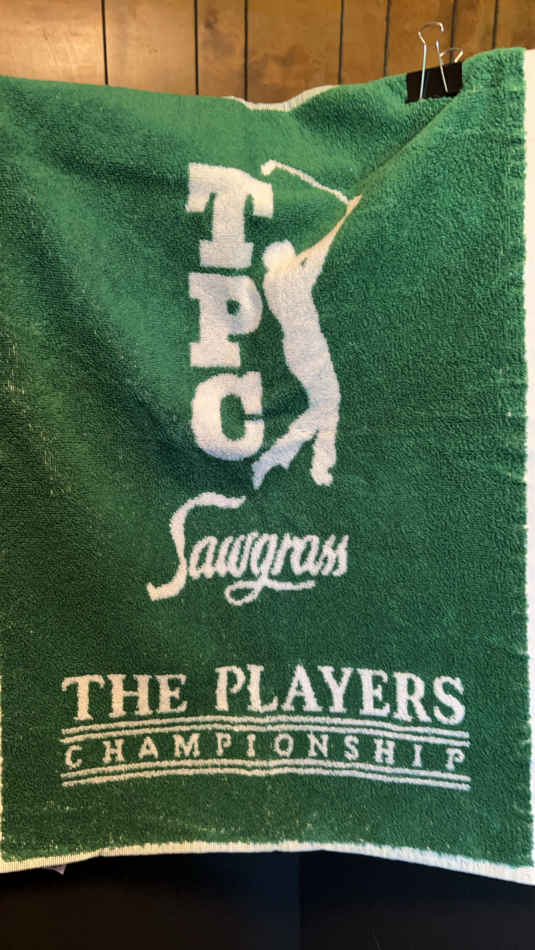 TPC
Sawgrass
THE PLAYERS
CHAMPIONSHIP